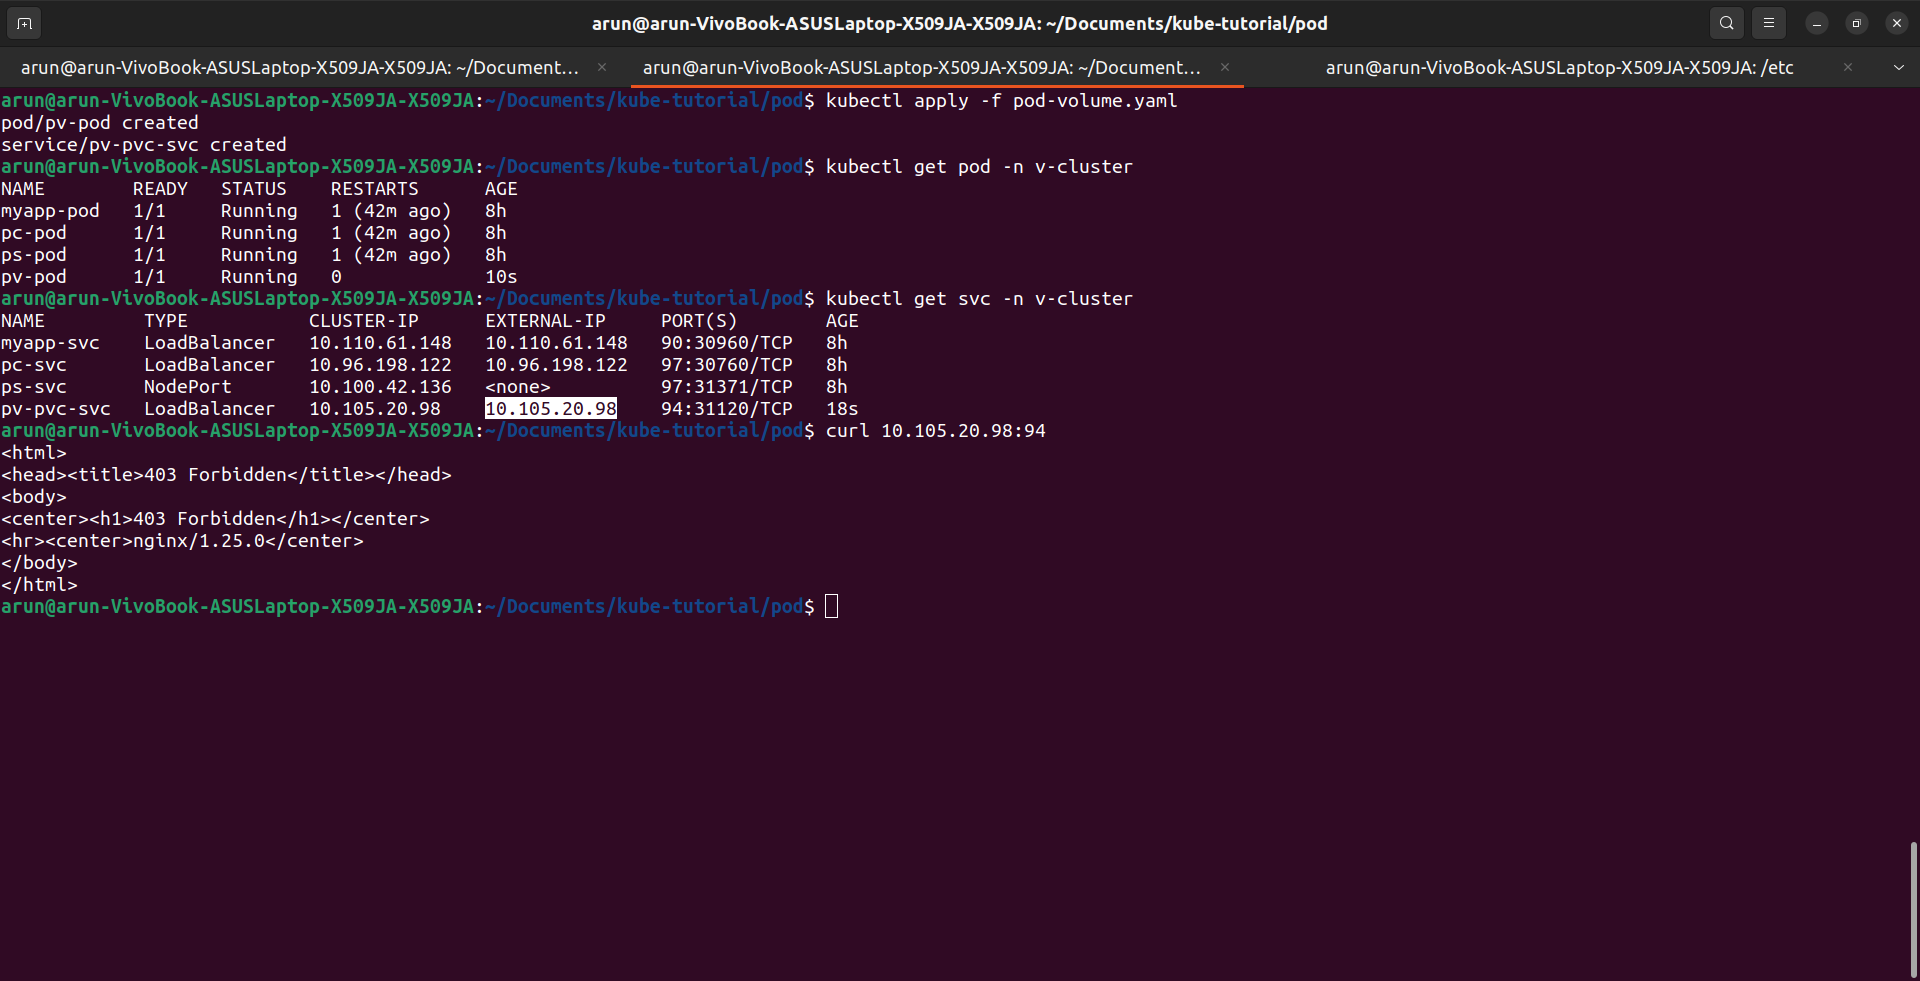 arun@arun-VivoBook-ASUSLaptop-X509JA-X509JA: ~/Documents/kube-tutorial/pod
arun@arun-VivoBook-ASUSLaptop-X509JA-X509JA: ~/Document... × arun@arun-VivoBook-ASUSLaptop-X509JA-X509JA: ~/Document... × arun@arun-VivoBook-ASUSLaptop-X509JA-X509JA: /etc ×
arun@arun-VivoBook-ASUSLaptop-X509JA-X509JA:~/Documents/kube-tutorial/pod$ kubectl apply -f pod-volume.yaml
pod/pv-pod created
service/pv-pvc-svc created
arun@arun-VivoBook-ASUSLaptop-X509JA-X509JA:~/Documents/kube-tutorial/pod$ kubectl get pod -n v-cluster
NAME        READY   STATUS    RESTARTS      AGE
myapp-pod   1/1     Running   1 (42m ago)   8h
pc-pod      1/1     Running   1 (42m ago)   8h
ps-pod      1/1     Running   1 (42m ago)   8h
pv-pod      1/1     Running   0             10s
arun@arun-VivoBook-ASUSLaptop-X509JA-X509JA:~/Documents/kube-tutorial/pod$ kubectl get svc -n v-cluster
NAME         TYPE           CLUSTER-IP      EXTERNAL-IP     PORT(S)        AGE
myapp-svc    LoadBalancer   10.110.61.148   10.110.61.148   90:30960/TCP   8h
pc-svc       LoadBalancer   10.96.198.122   10.96.198.122   97:30760/TCP   8h
ps-svc       NodePort       10.100.42.136   <none>          97:31371/TCP   8h
pv-pvc-svc   LoadBalancer   10.105.20.98    10.105.20.98    94:31120/TCP   18s
arun@arun-VivoBook-ASUSLaptop-X509JA-X509JA:~/Documents/kube-tutorial/pod$ curl 10.105.20.98:94
<html>
<head><title>403 Forbidden</title></head>
<body>
<center><h1>403 Forbidden</h1></center>
<hr><center>nginx/1.25.0</center>
</body>
</html>
arun@arun-VivoBook-ASUSLaptop-X509JA-X509JA:~/Documents/kube-tutorial/pod$